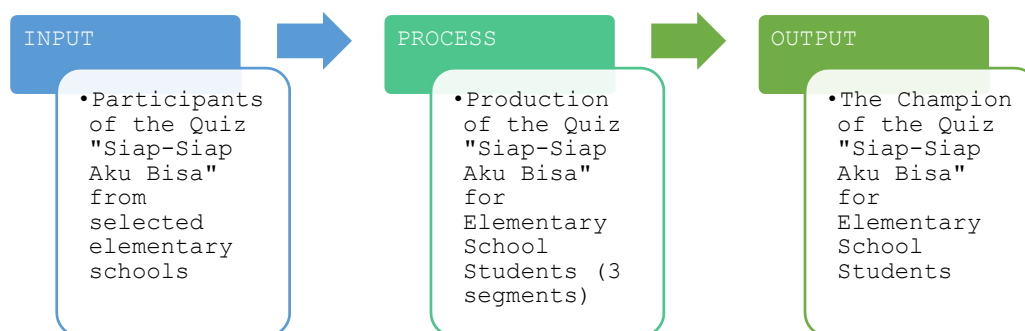 INPUT
•Participants
of the Quiz
"Siap-Siap
Aku Bisa"
from
selected
elementary
schools
PROCESS
•Production
of the Quiz
"Siap-Siap
Aku Bisa"
for
Elementary
School
Students (3
segments)
OUTPUT
•The Champion
of the Quiz
"Siap-Siap
Aku Bisa"
for
Elementary
School
Students